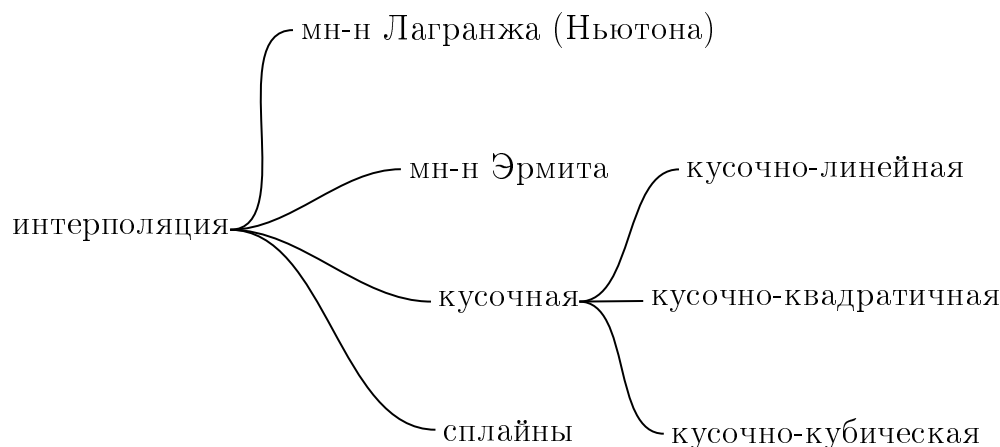 мн-н Лагранжа (Ньютона)
мн-н Эрмита
кусочно-линейная
интерполяция
кусочная
кусочно-квадратичная
сплайны
кусочно-кубическая